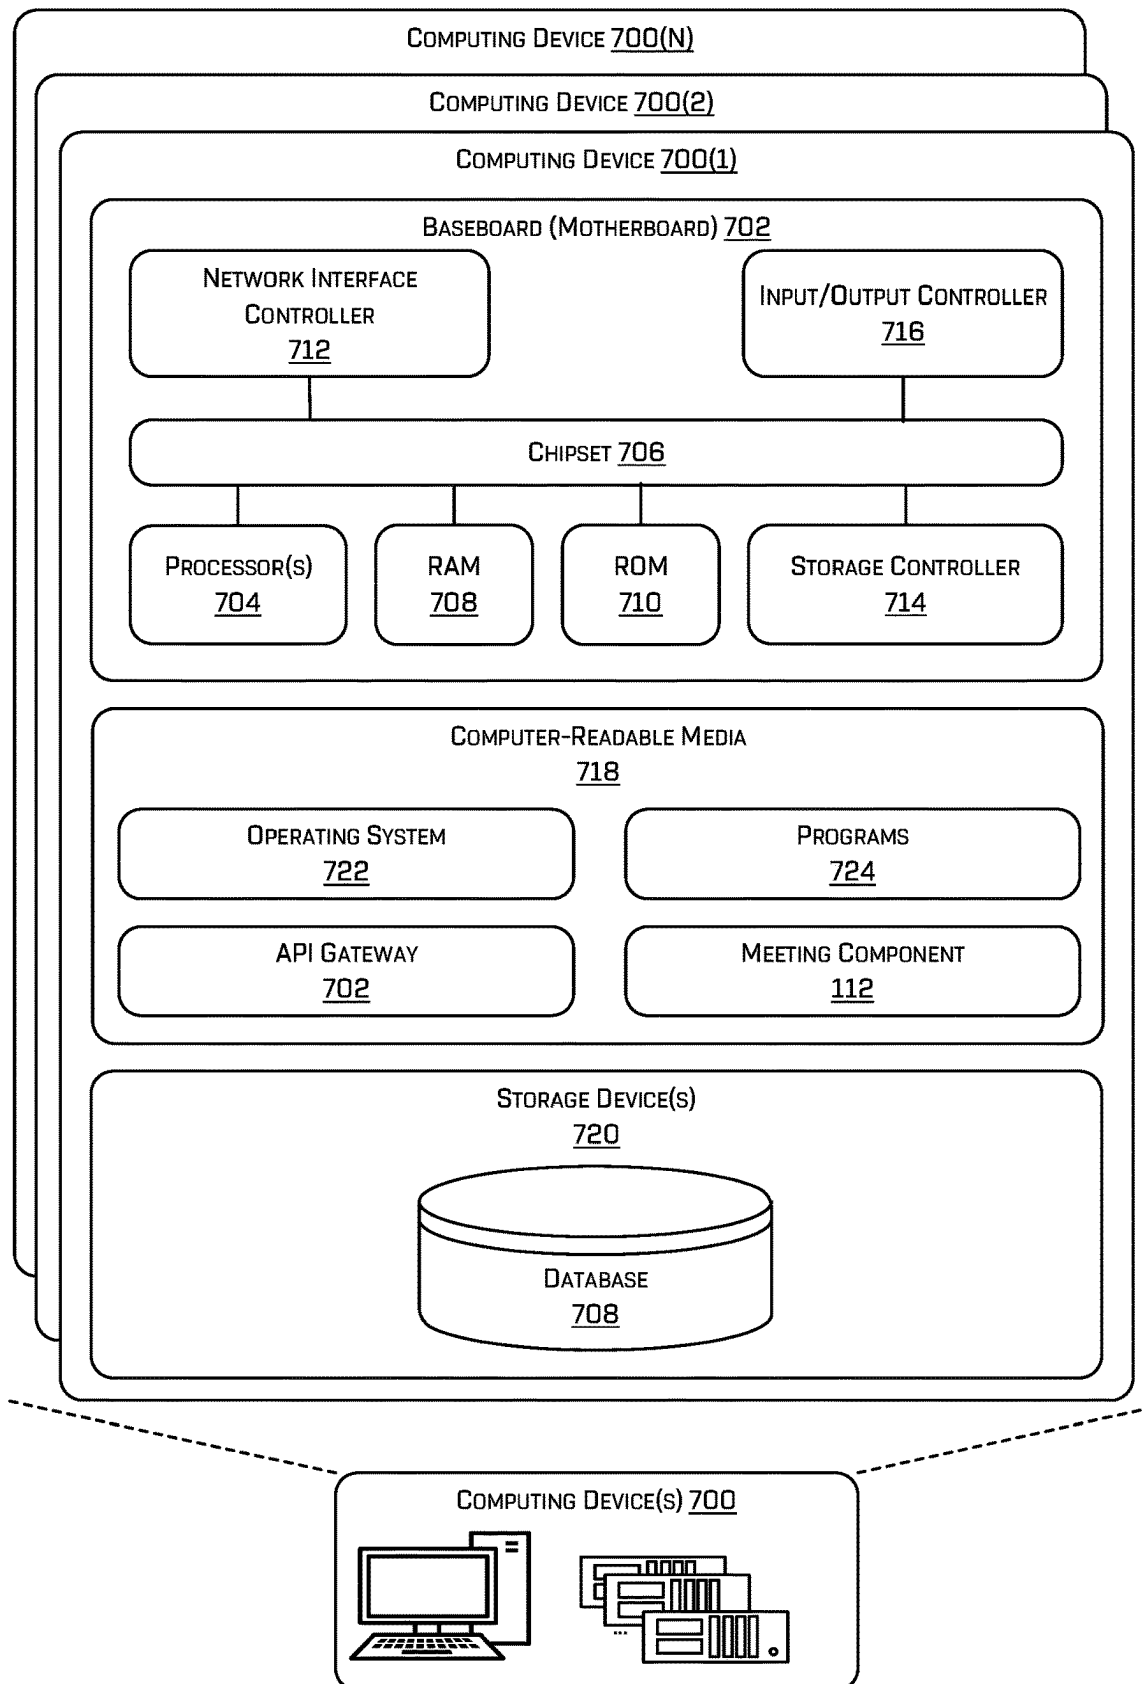 Computing Device 700(N)
Computing Device 700(2)
Computing Device 700(1)
Baseboard (Motherboard) 702
Network Interface
Controller
712
Input/Output Controller
716
Chipset 706
Processor(s)
704
RAM
708
ROM
710
Storage Controller
714
Computer-Readable Media
718
Operating System
722
Programs
724
API Gateway
702
Meeting Component
112
Storage Device(s)
720
Database
708
Computing Device(s) 700
...